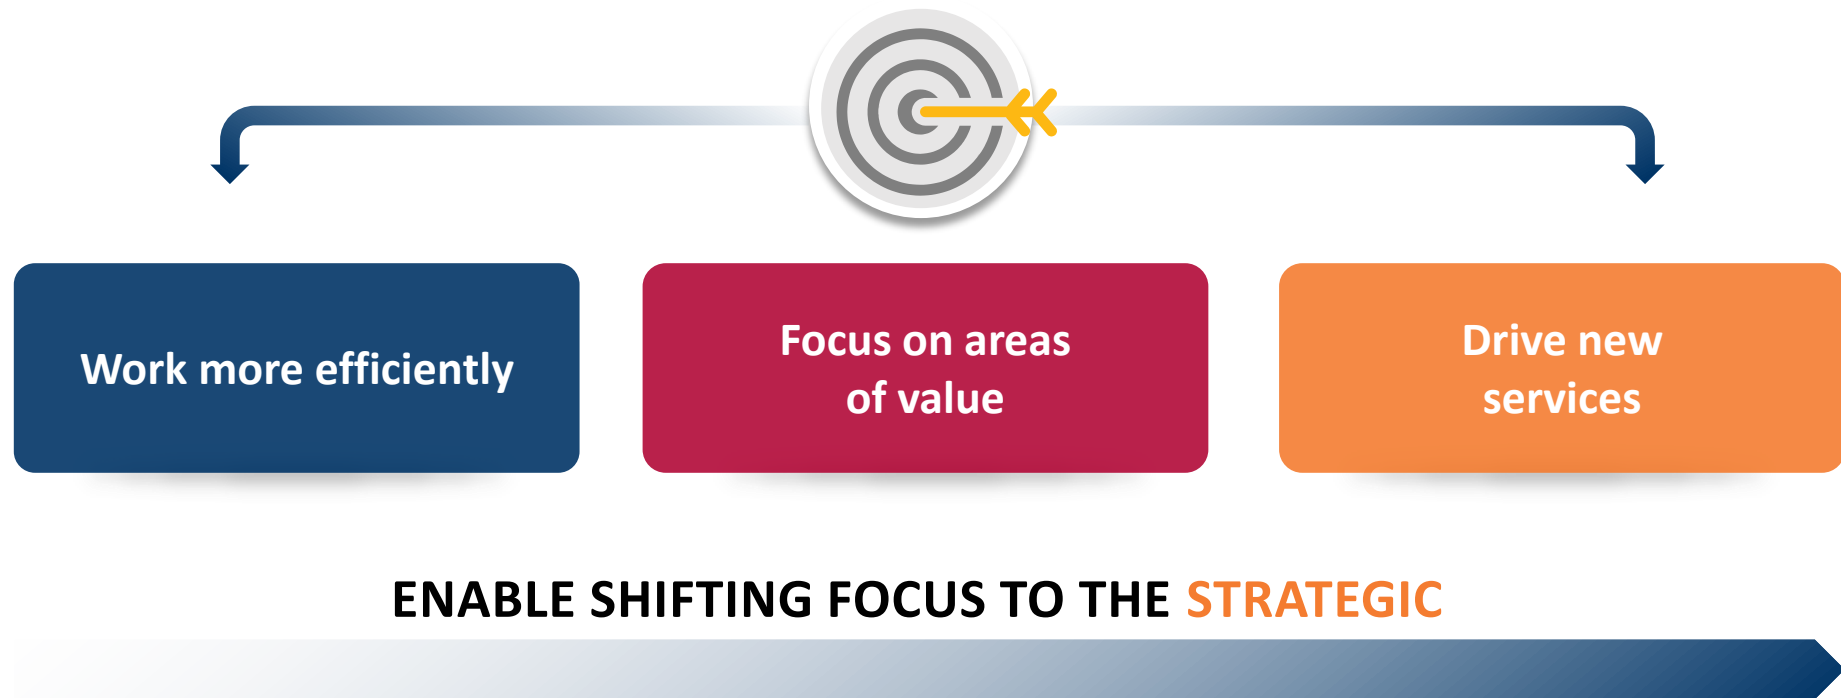 Work more efficiently
Focus on areas
of value
Drive new
services
ENABLE SHIFTING FOCUS TO THE STRATEGIC